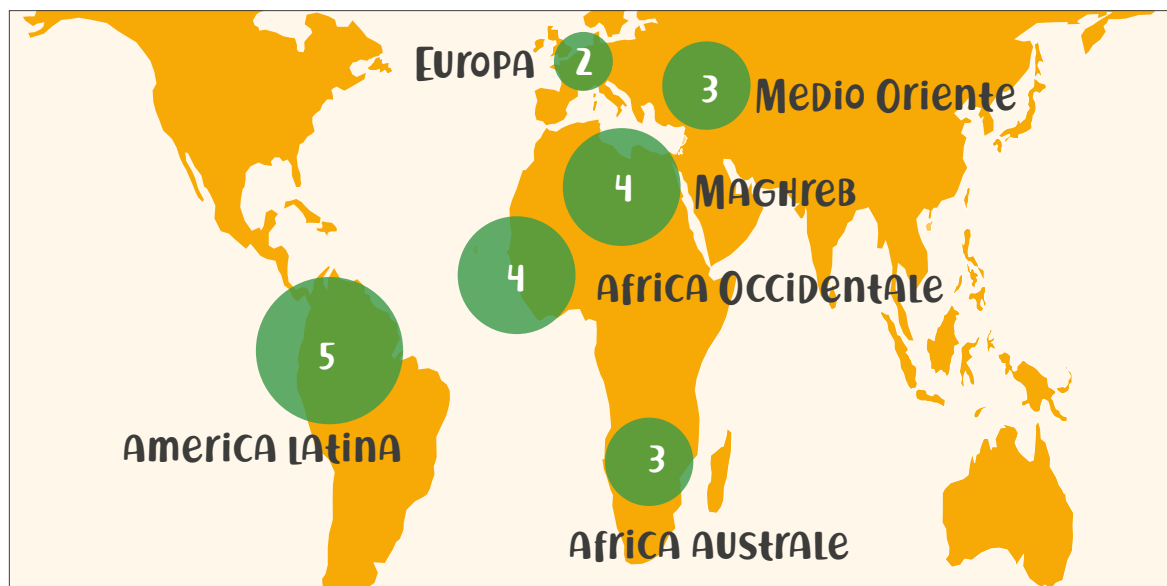 Europa
2
3
Medio Oriente
4
Maghreb
4
Africa Occidentale
5
America Latina
3
Africa Australe